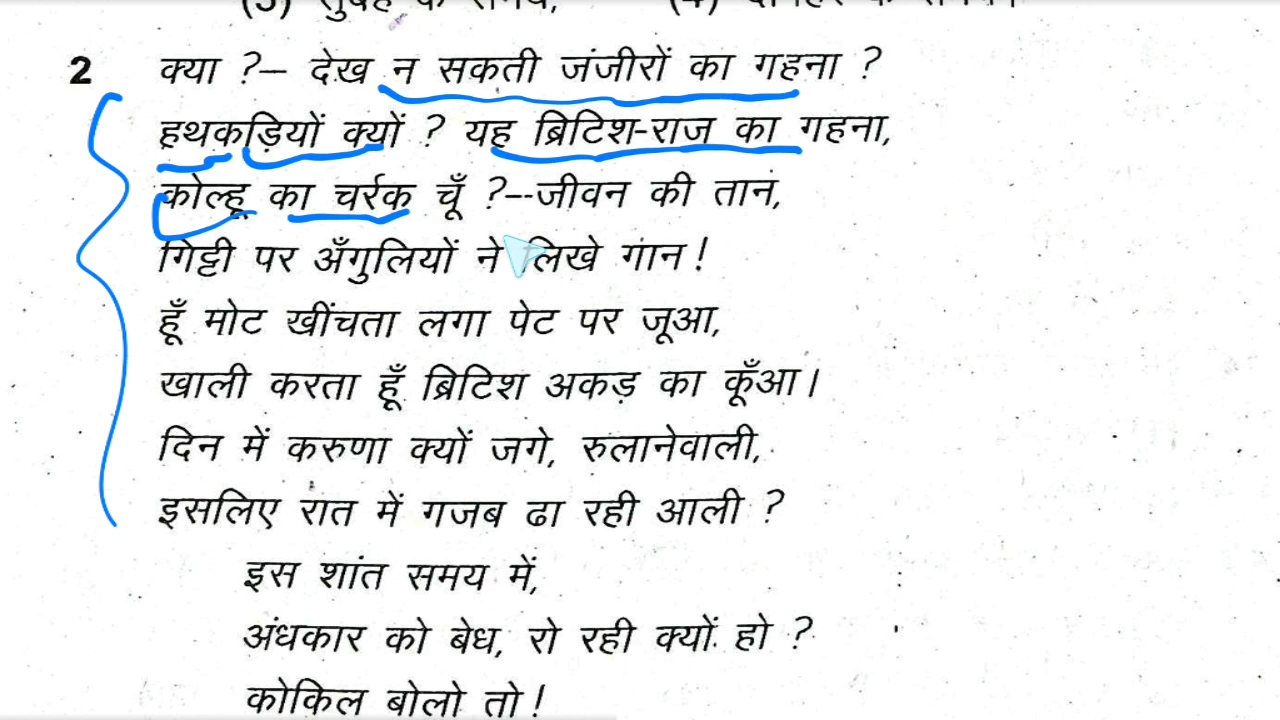 2 क्या ?– देख न सकती जंजीरों का गहना ?
हथकड़ियों क्यों ? यह ब्रिटिश-राज का गहना,
कोल्हू का चर्रक चूँ ?--जीवन की तान,
गिट्टी पर अँगुलियों ने लिखे गान !
हूँ मोट खींचता लगा पेट पर जूआ,
खाली करता हूँ ब्रिटिश अकड़ का कूँआ।
दिन में करुणा क्यों जगे, रुलानेवाली,
इसलिए रात में गजब ढा रही आली ?
इस शांत समय में,
अंधकार को बेध, रो रही क्यों हो ?
कोकिल बोलो तो !